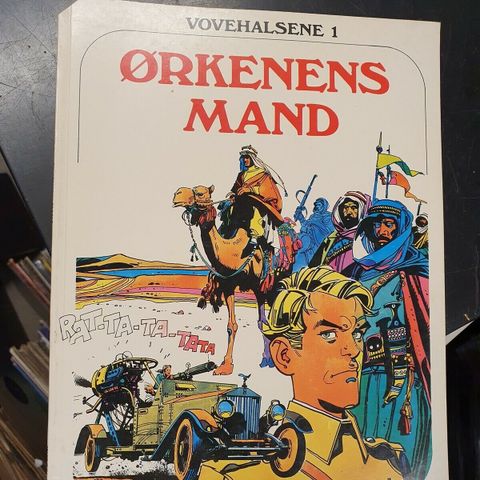 VOVEHALSENE 1
ØRKENENS
MAND
RAT-TA-TA-TATA